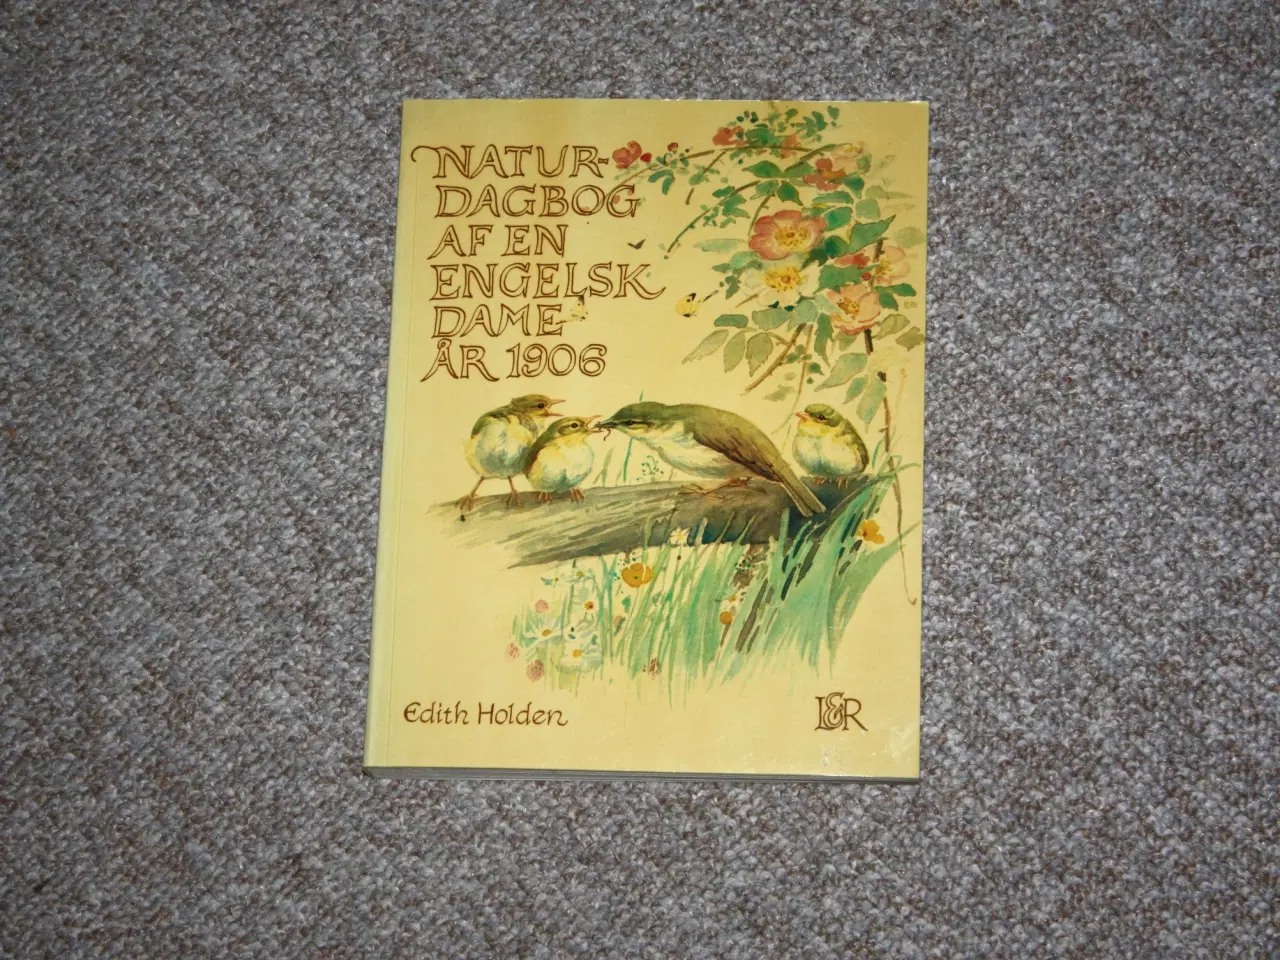 NATUR-
DAGBOG
AF EN
ENGELSK
DAME
ÅR 1906
Edith Holden
L&R